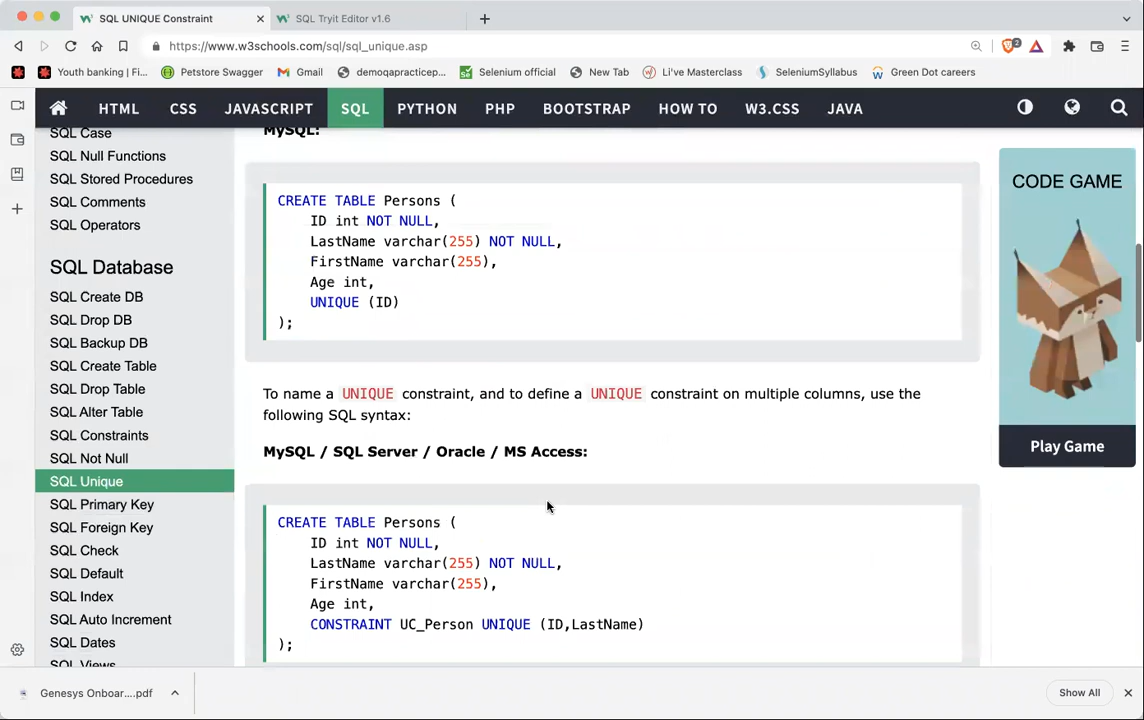 SQL UNIQUE Constraint
SQL Tryit Editor v1.6
https://www.w3schools.com/sql/sql_unique.asp
2
Youth banking | Fi...
Petstore Swagger
Gmail
demoqapracticep...
Selenium official
New Tab
Li've Masterclass
SeleniumSyllabus
Green Dot careers
HTML
CSS
JAVASCRIPT
SQL
PYTHON
PHP
BOOTSTRAP
HOW TO
W3.CSS
JAVA
SQL Case
SQL Null Functions
SQL Stored Procedures
SQL Comments
SQL Operators
SQL Database
SQL Create DB
SQL Drop DB
SQL Backup DB
SQL Create Table
SQL Drop Table
SQL Alter Table
SQL Constraints
SQL Not Null
SQL Unique
SQL Primary Key
SQL Foreign Key
SQL Check
SQL Default
SQL Index
SQL Auto Increment
SQL Dates
SQL Views
MySQL:
CREATE TABLE Persons (
ID int NOT NULL,
LastName varchar(255) NOT NULL,
FirstName varchar(255),
Age int,
UNIQUE (ID)
);
To name a UNIQUE constraint, and to define a UNIQUE constraint on multiple columns, use the
following SQL syntax:
MySQL / SQL Server / Oracle / MS Access:
CREATE TABLE Persons (
ID int NOT NULL,
LastName varchar(255) NOT NULL,
FirstName varchar(255),
Age int,
CONSTRAINT UC_Person UNIQUE (ID,LastName)
);
CODE GAME
Play Game
Genesys Onboar....pdf
Show All